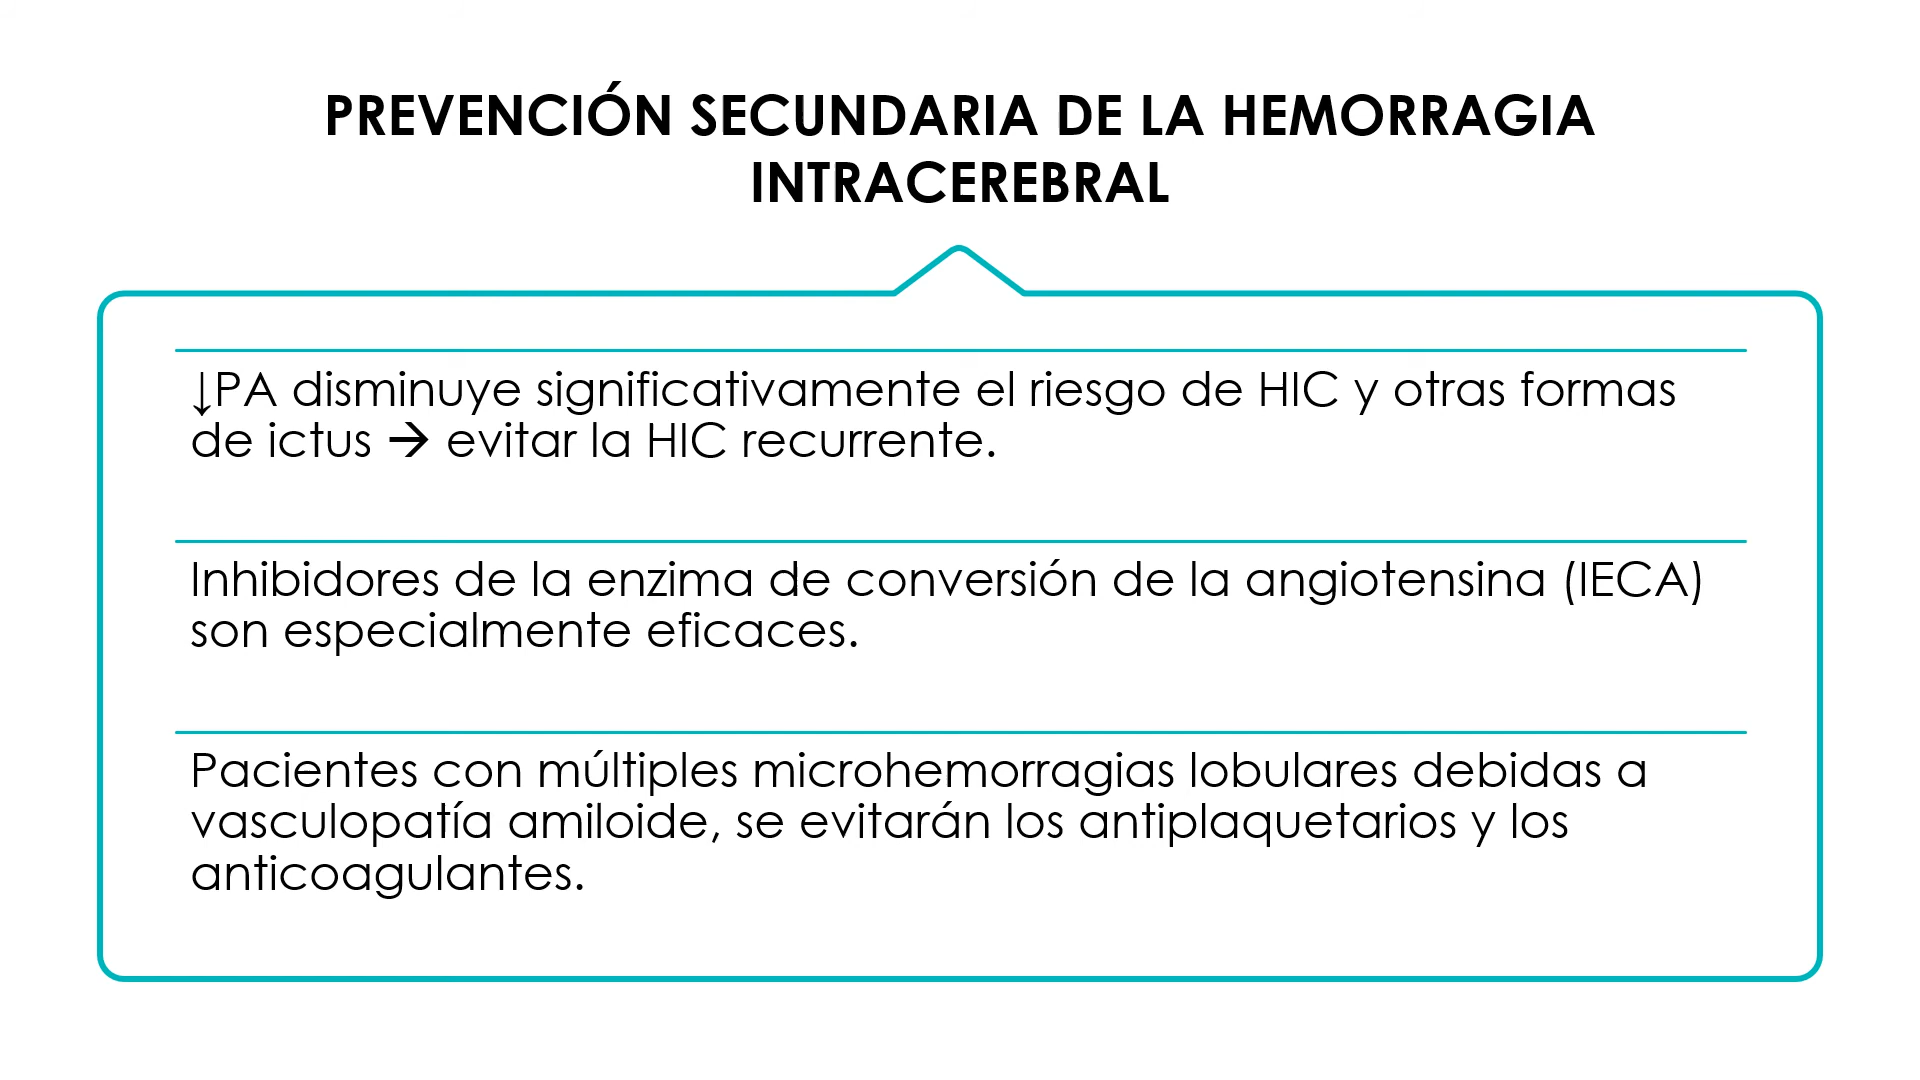 PREVENCIÓN SECUNDARIA DE LA HEMORRAGIA
INTRACEREBRAL
↓PA disminuye significativamente el riesgo de HIC y otras formas
de ictus → evitar la HIC recurrente.
Inhibidores de la enzima de conversión de la angiotensina (IECA)
son especialmente eficaces.
Pacientes con múltiples microhemorragias lobulares debidas a
vasculopatía amiloide, se evitarán los antiplaquetarios y los
anticoagulantes.